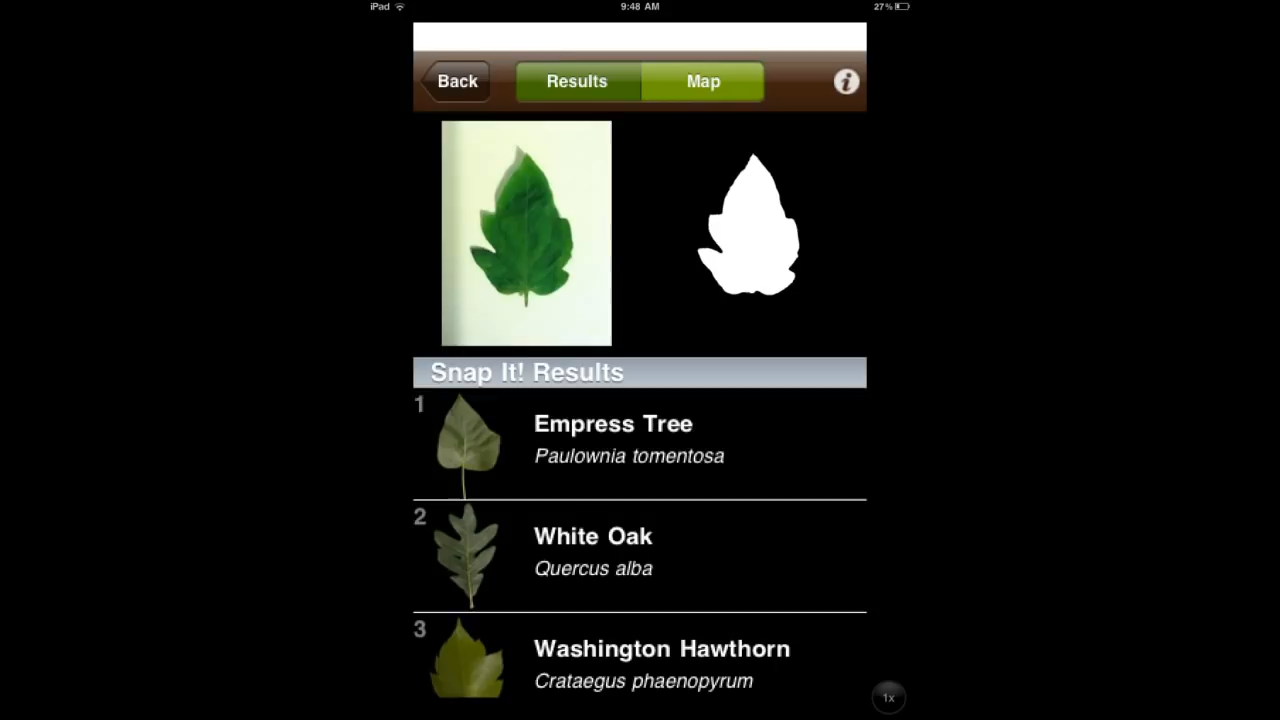 iPad 9:48 AM 27%
Back Results Map i
Snap It! Results
1
Empress Tree
Paulownia tomentosa
2
White Oak
Quercus alba
3
Washington Hawthorn
Crataegus phaenopyrum
1x